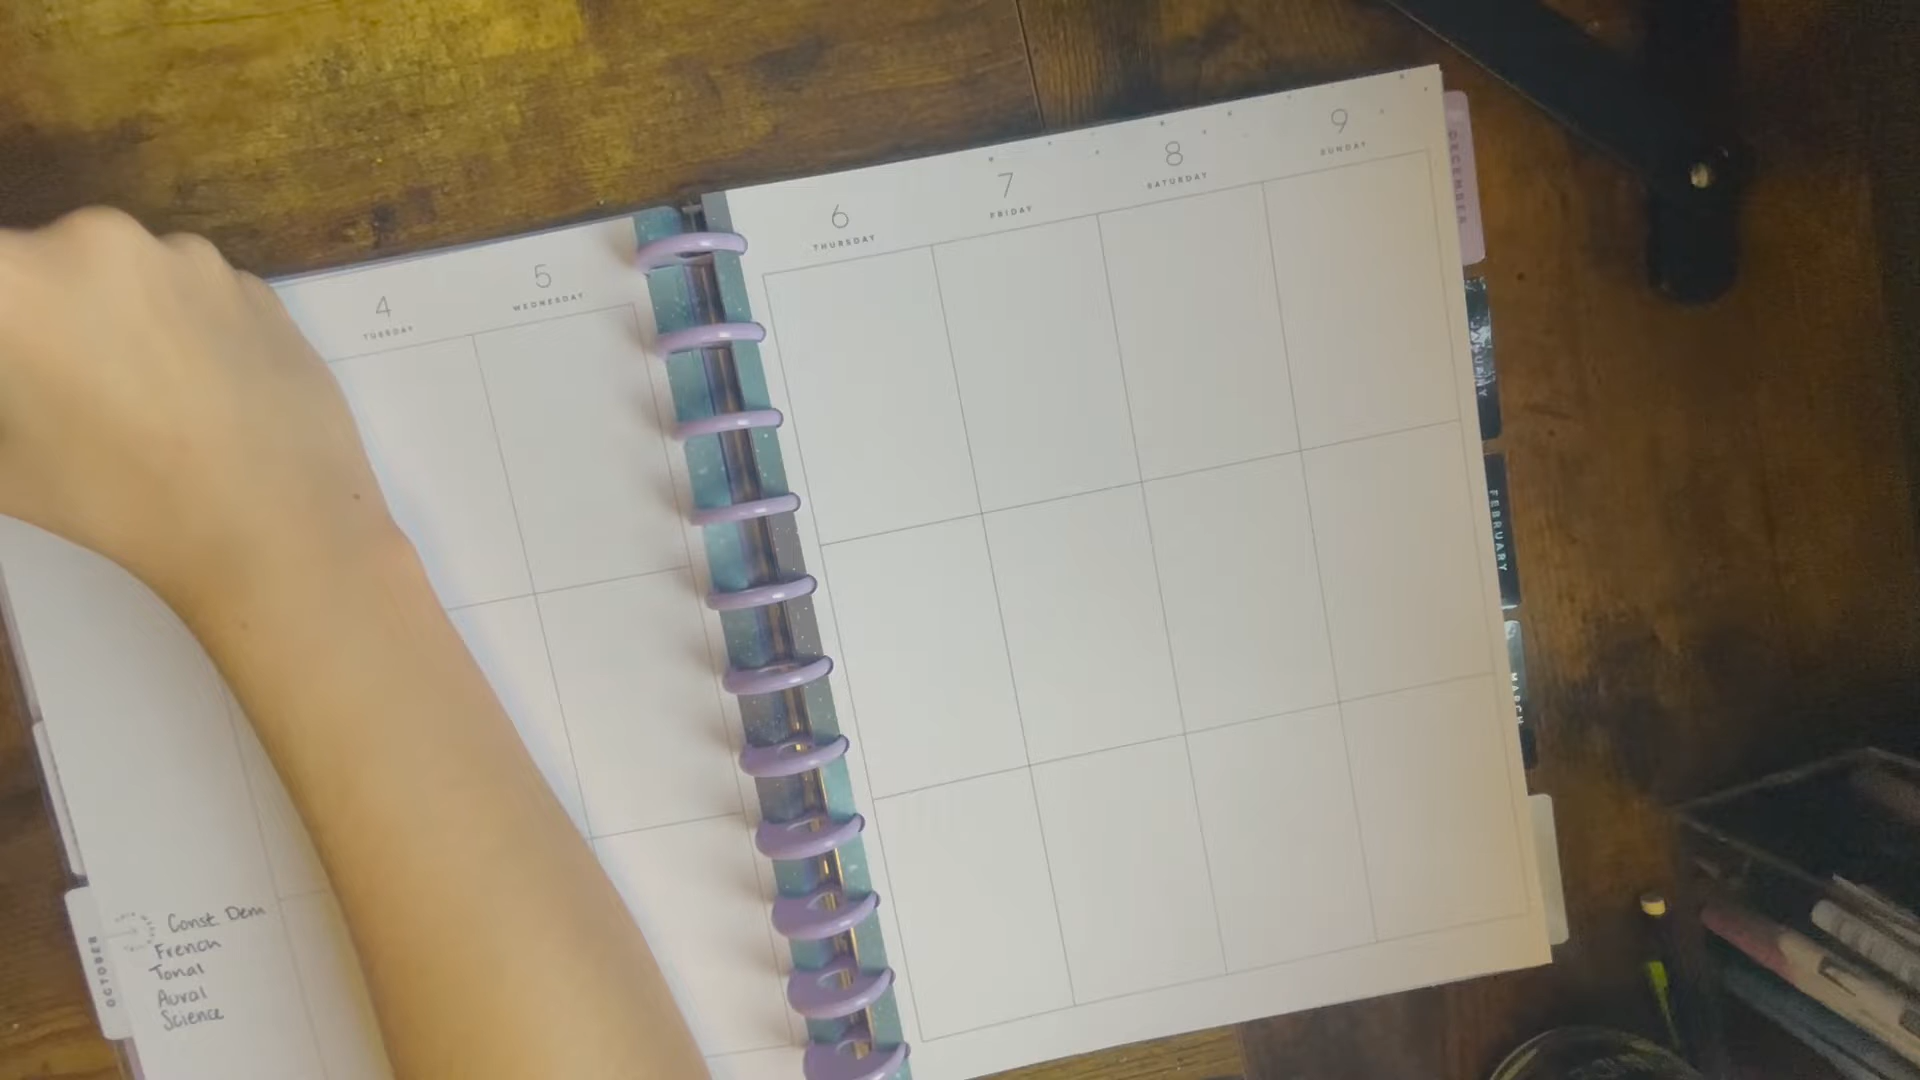 4
TUESDAY
5
WEDNESDAY
6
THURSDAY
7
FRIDAY
8
SATURDAY
9
SUNDAY
DECEMBER
JANUARY
FEBRUARY
MARCH
OCTOBER
Const. Dem
French
Tonal
Aural
Science